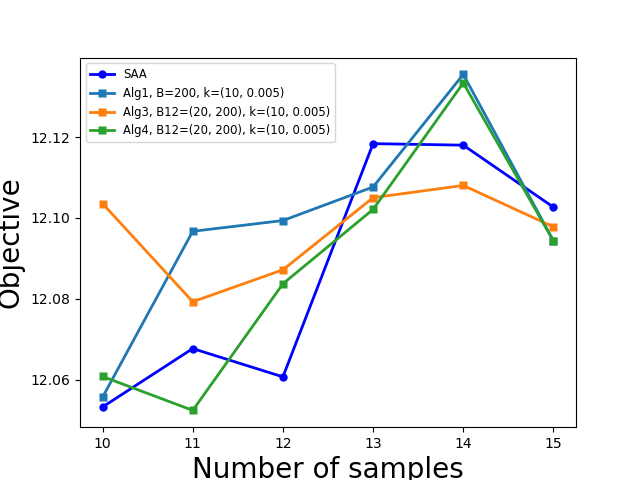 SAA
Alg1, B=200, k=(10, 0.005)
Alg3, B12=(20, 200), k=(10, 0.005)
Alg4, B12=(20, 200), k=(10, 0.005)
Objective
12.12
12.10
12.08
12.06
10 11 12 13 14 15
Number of samples